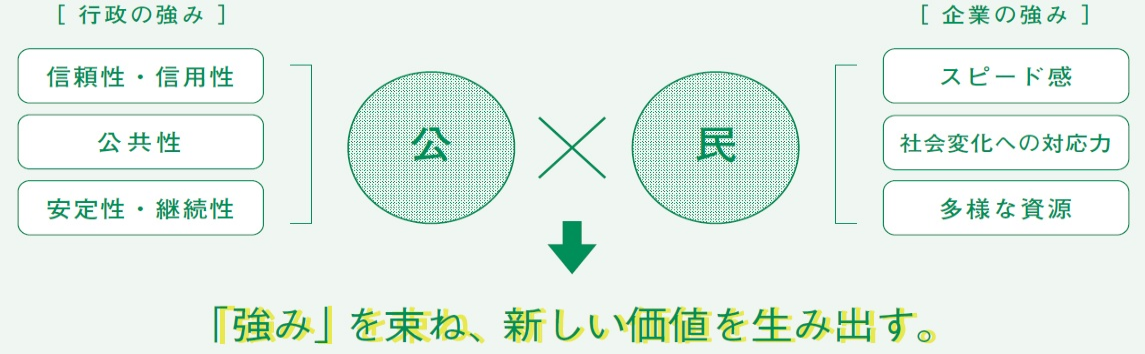 [ 行政の強み ]
信頼性・信用性
公共性
安定性・継続性
公
民
[ 企業の強み ]
スピード感
社会変化への対応力
多様な資源
「強み」を束ね、新しい価値を生み出す。